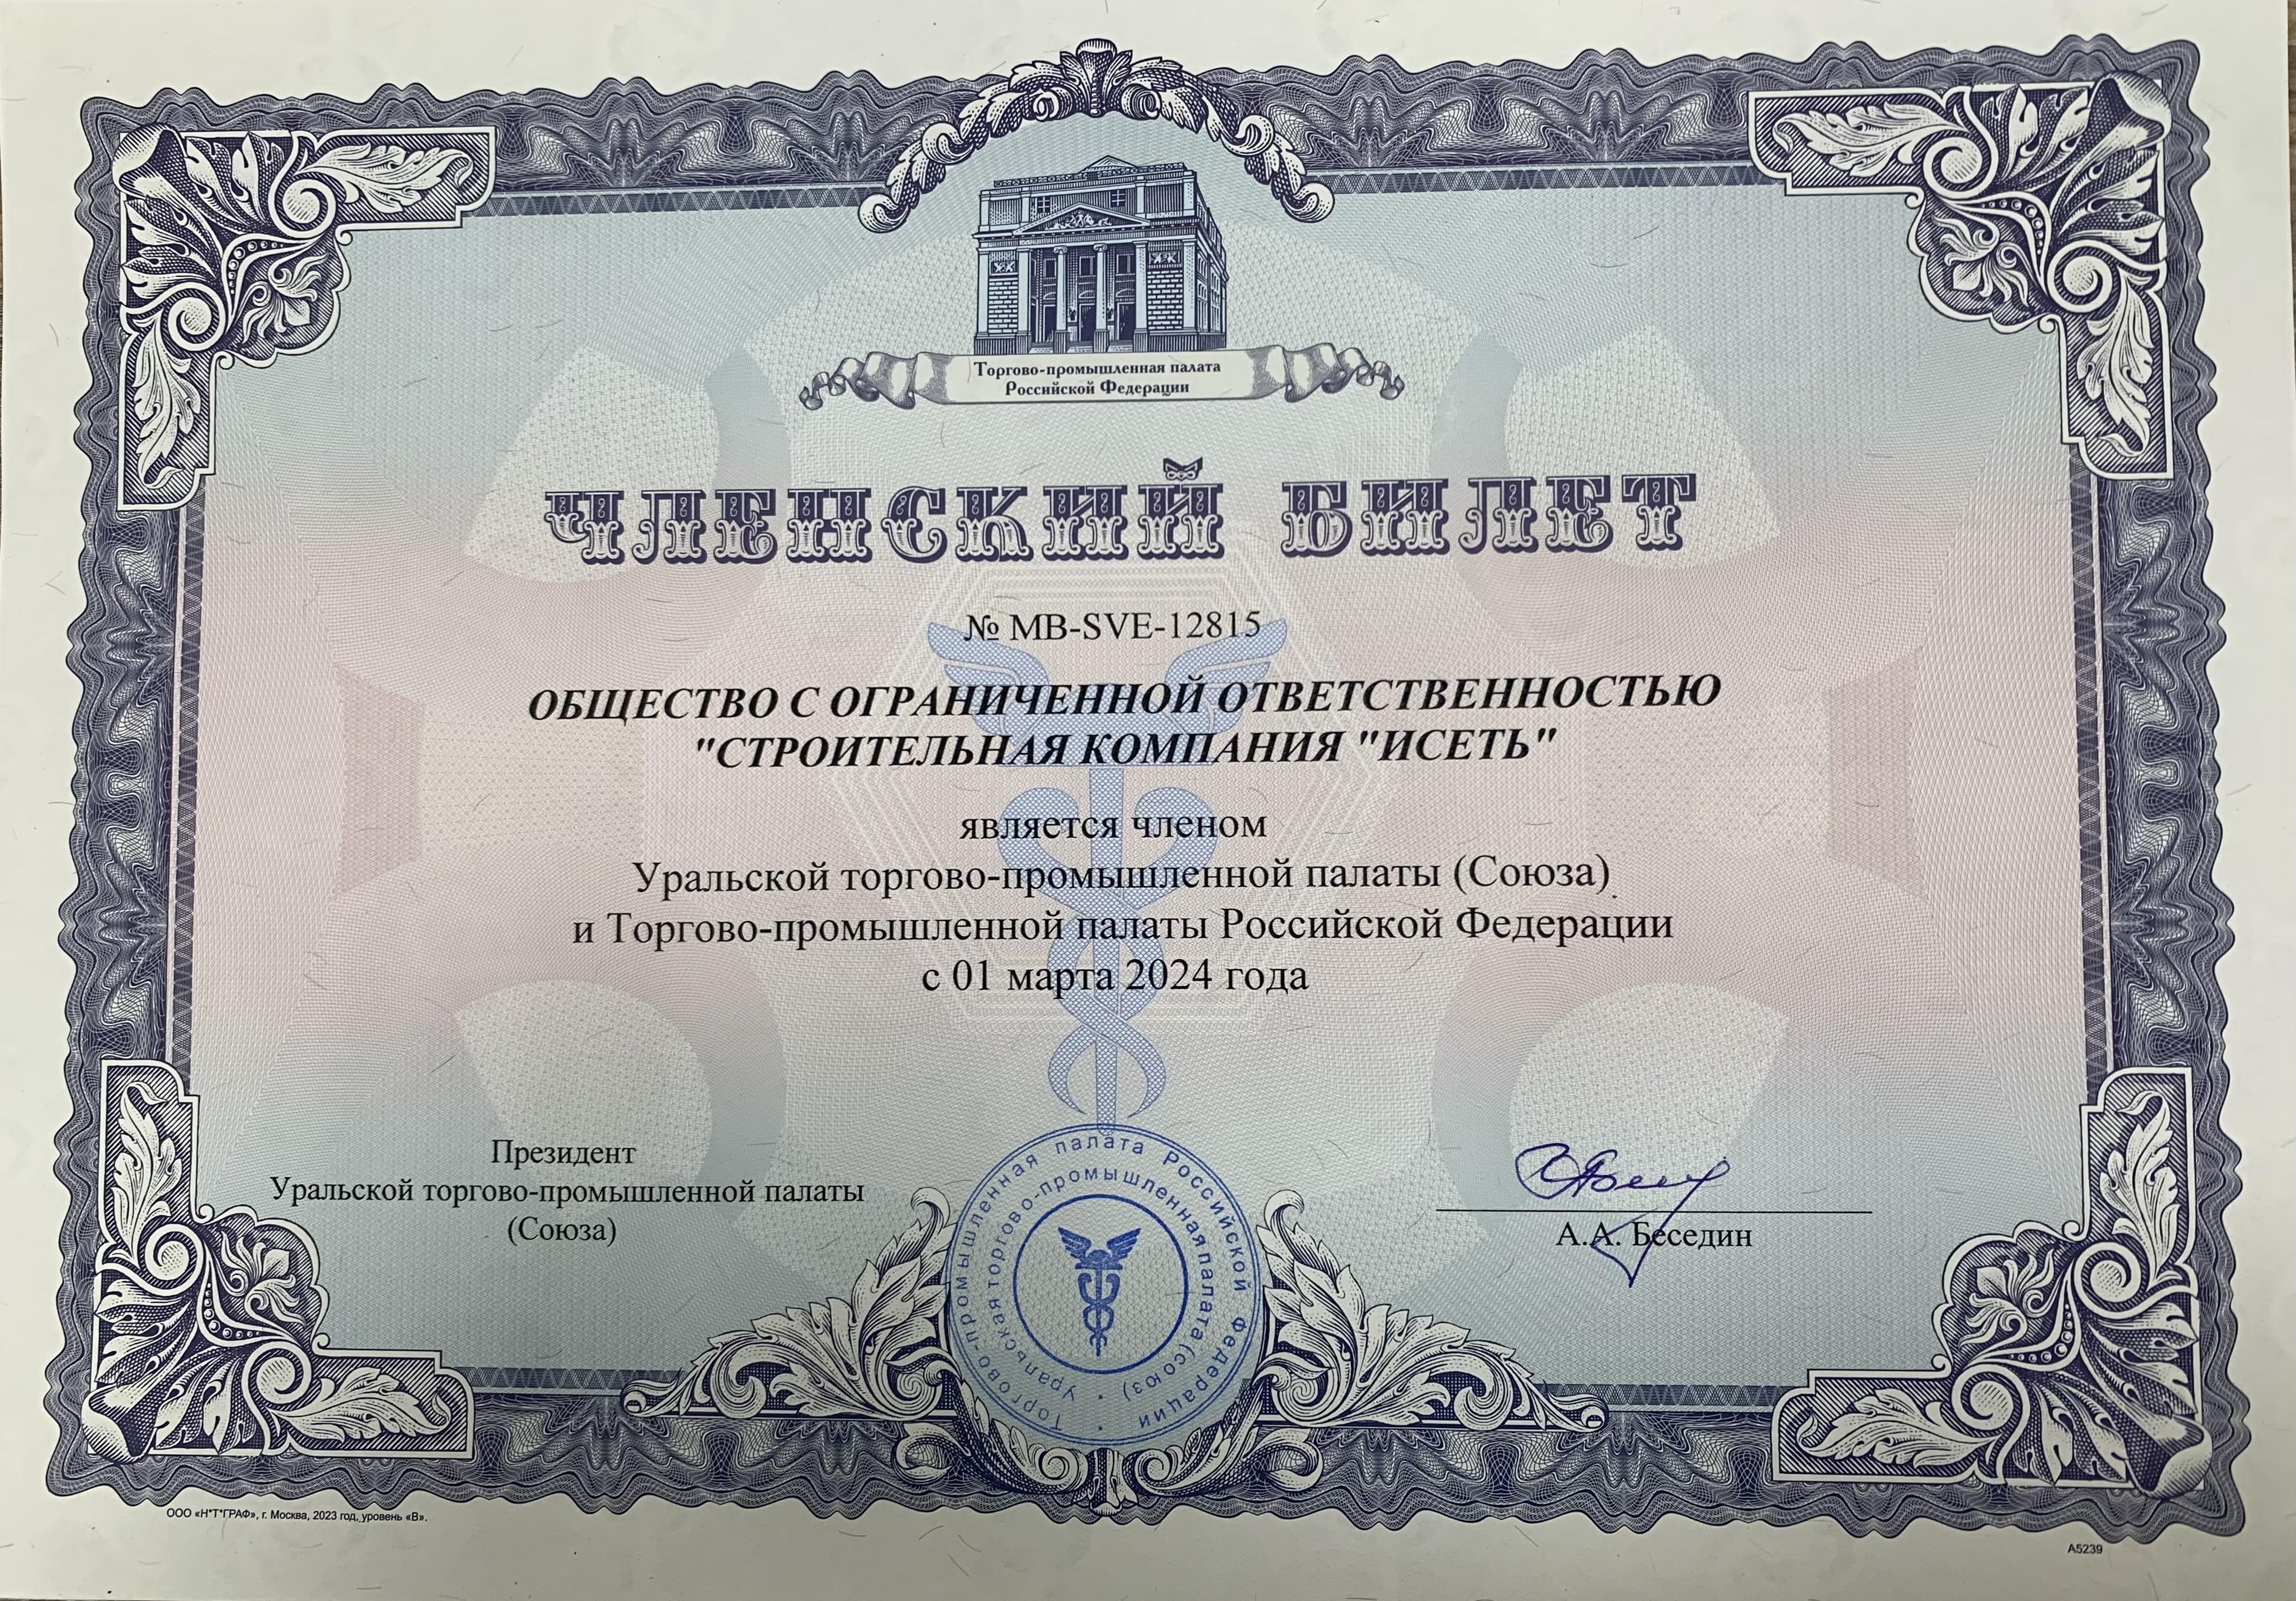 Торгово-промышленная палата
Российской Федерации
ЧЛЕНСКИЙ БИЛЕТ
№ MB-SVE-12815
ОБЩЕСТВО С ОГРАНИЧЕННОЙ ОТВЕТСТВЕННОСТЬЮ
"СТРОИТЕЛЬНАЯ КОМПАНИЯ "ИСЕТЬ"
является членом
Уральской торгово-промышленной палаты (Союза)
и Торгово-промышленной палаты Российской Федерации
с 01 марта 2024 года
Президент
Уральской торгово-промышленной палаты
(Союза)
А.А. Беседин
Торгово-промышленная палата Российской Федерации
Уральская торгово-промышленная палата (союз)
ООО «Н*Т*ГРАФ», г. Москва, 2023 год, уровень «В».
А5239